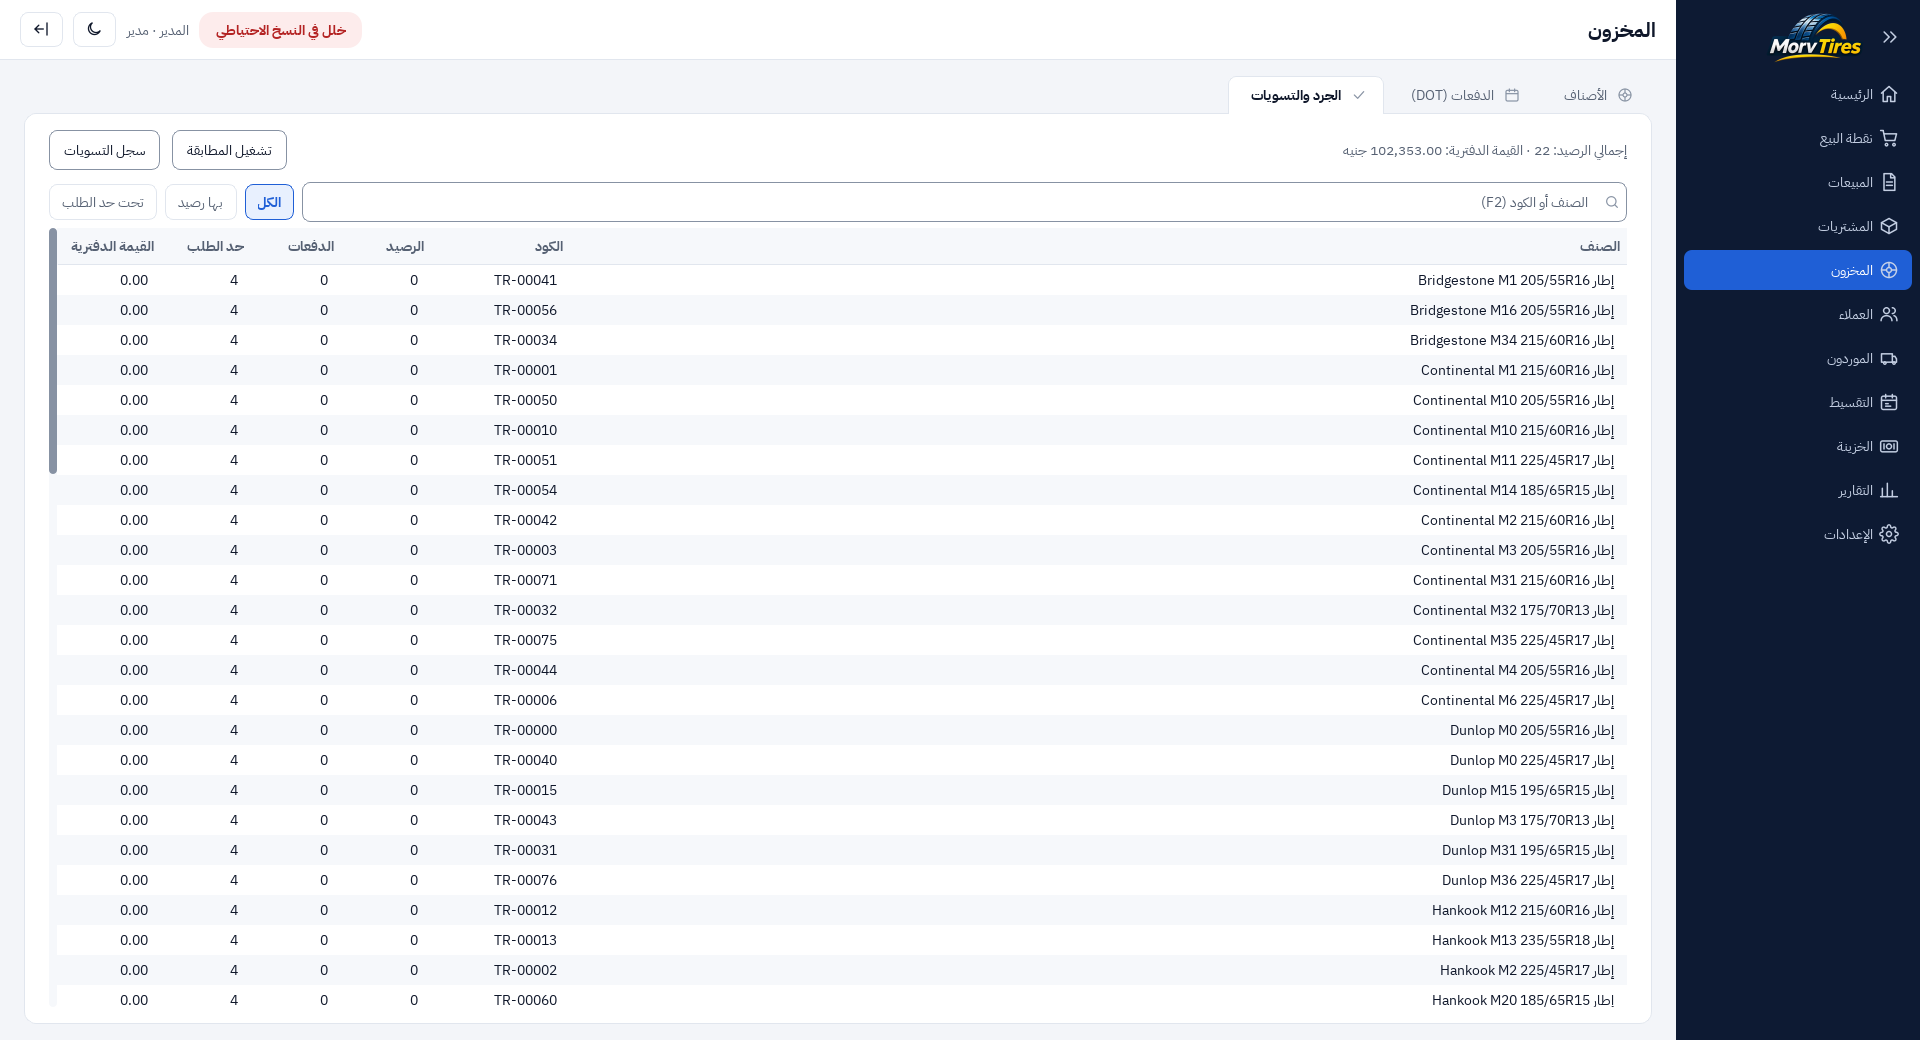 MorvTires
الرئيسية
نقطة البيع
المبيعات
المشتريات
المخزون
العملاء
الموردون
التقسيط
الخزينة
التقارير
الإعدادات
المخزون
خلل في النسخ الاحتياطي
المدير · مدير
الأصناف
الدفعات (DOT)
الجرد والتسويات
إجمالي الرصيد: 22 · القيمة الدفترية: 102,353.00 جنيه
تشغيل المطابقة
سجل التسويات
الصنف أو الكود (F2)
الكل
بها رصيد
تحت حد الطلب
الصنف الكود الرصيد الدفعات حد الطلب القيمة الدفترية
إطار Bridgestone M1 205/55R16 TR-00041 0 0 4 0.00
إطار Bridgestone M16 205/55R16 TR-00056 0 0 4 0.00
إطار Bridgestone M34 215/60R16 TR-00034 0 0 4 0.00
إطار Continental M1 215/60R16 TR-00001 0 0 4 0.00
إطار Continental M10 205/55R16 TR-00050 0 0 4 0.00
إطار Continental M10 215/60R16 TR-00010 0 0 4 0.00
إطار Continental M11 225/45R17 TR-00051 0 0 4 0.00
إطار Continental M14 185/65R15 TR-00054 0 0 4 0.00
إطار Continental M2 215/60R16 TR-00042 0 0 4 0.00
إطار Continental M3 205/55R16 TR-00003 0 0 4 0.00
إطار Continental M31 215/60R16 TR-00071 0 0 4 0.00
إطار Continental M32 175/70R13 TR-00032 0 0 4 0.00
إطار Continental M35 225/45R17 TR-00075 0 0 4 0.00
إطار Continental M4 205/55R16 TR-00044 0 0 4 0.00
إطار Continental M6 225/45R17 TR-00006 0 0 4 0.00
إطار Dunlop M0 205/55R16 TR-00000 0 0 4 0.00
إطار Dunlop M0 225/45R17 TR-00040 0 0 4 0.00
إطار Dunlop M15 195/65R15 TR-00015 0 0 4 0.00
إطار Dunlop M3 175/70R13 TR-00043 0 0 4 0.00
إطار Dunlop M31 195/65R15 TR-00031 0 0 4 0.00
إطار Dunlop M36 225/45R17 TR-00076 0 0 4 0.00
إطار Hankook M12 215/60R16 TR-00012 0 0 4 0.00
إطار Hankook M13 235/55R18 TR-00013 0 0 4 0.00
إطار Hankook M2 225/45R17 TR-00002 0 0 4 0.00
إطار Hankook M20 185/65R15 TR-00060 0 0 4 0.00